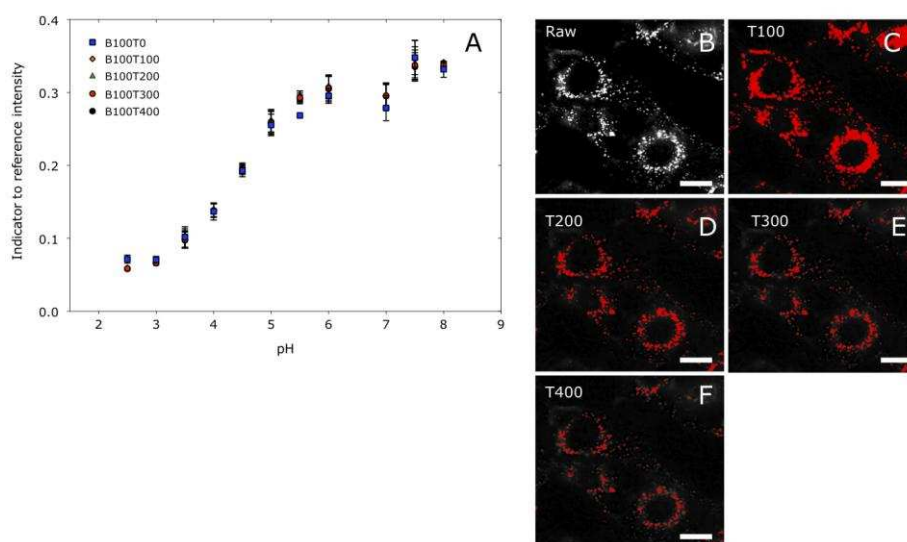 A
B100T0
B100T100
B100T200
B100T300
B100T400
0.4
0.3
0.2
0.1
0.0
Indicator to reference intensity
2 3 4 5 6 7 8 9
pH
Raw
B
T100
C
T200
D
T300
E
T400
F